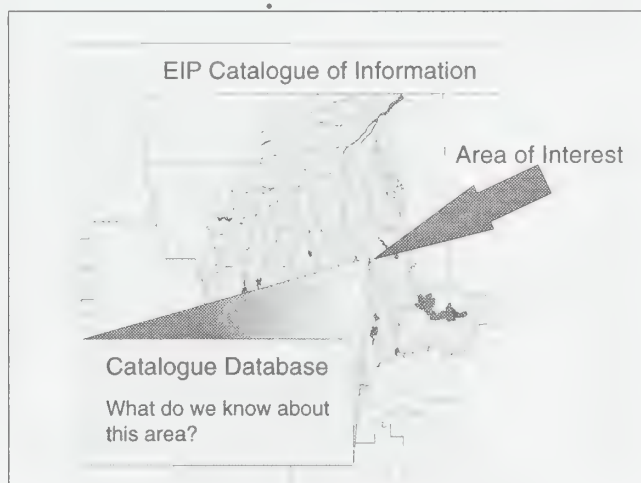 EIP Catalogue of Information
Area of Interest
Catalogue Database
What do we know about
this area?